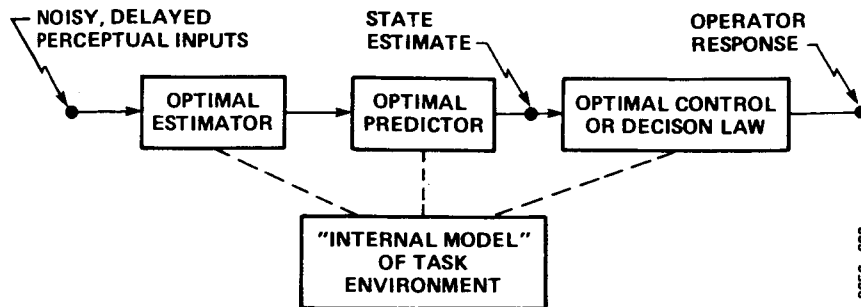 NOISY, DELAYED
PERCEPTUAL INPUTS
STATE
ESTIMATE
OPERATOR
RESPONSE
OPTIMAL
ESTIMATOR
OPTIMAL
PREDICTOR
OPTIMAL CONTROL
OR DECISON LAW
"INTERNAL MODEL"
OF TASK
ENVIRONMENT